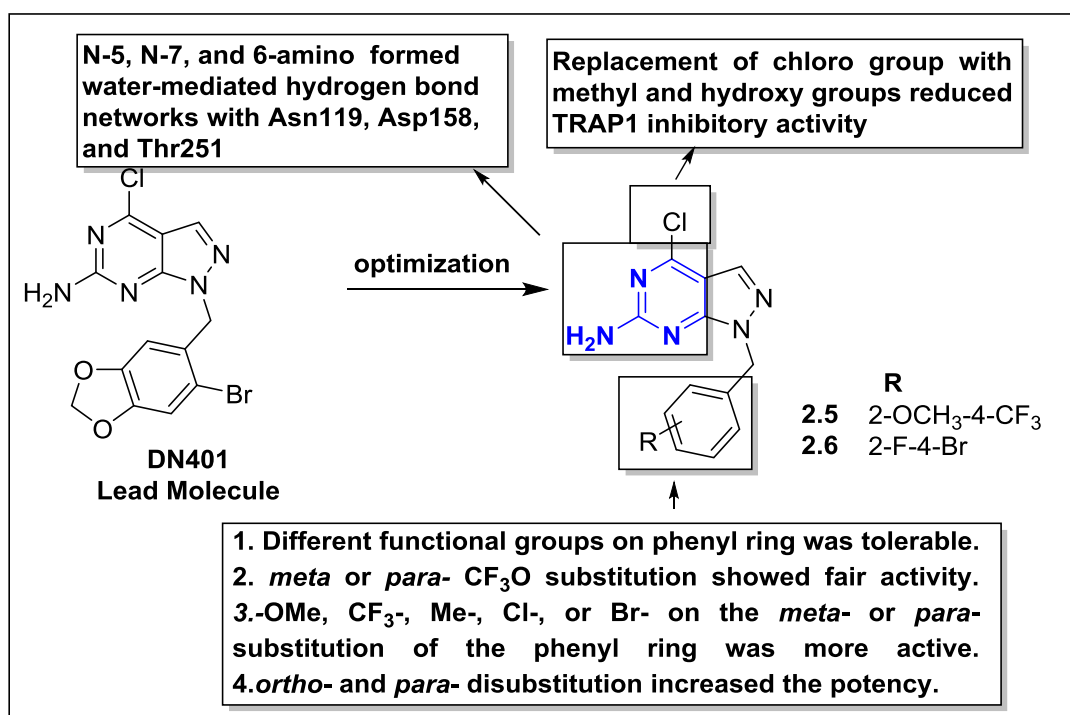 N-5, N-7, and 6-amino formed
water-mediated hydrogen bond
networks with Asn119, Asp158,
and Thr251
Replacement of chloro group with
methyl and hydroxy groups reduced
TRAP1 inhibitory activity
Cl
N
N
N
N
H₂N
O
O
Br
DN401
Lead Molecule
optimization
Cl
N
N
N
N
H₂N
R
R
2.5 2-OCH₃-4-CF₃
2.6 2-F-4-Br
1. Different functional groups on phenyl ring was tolerable.
2. meta or para- CF₃O substitution showed fair activity.
3.-OMe, CF₃-, Me-, Cl-, or Br- on the meta- or para-
substitution of the phenyl ring was more active.
4.ortho- and para- disubstitution increased the potency.